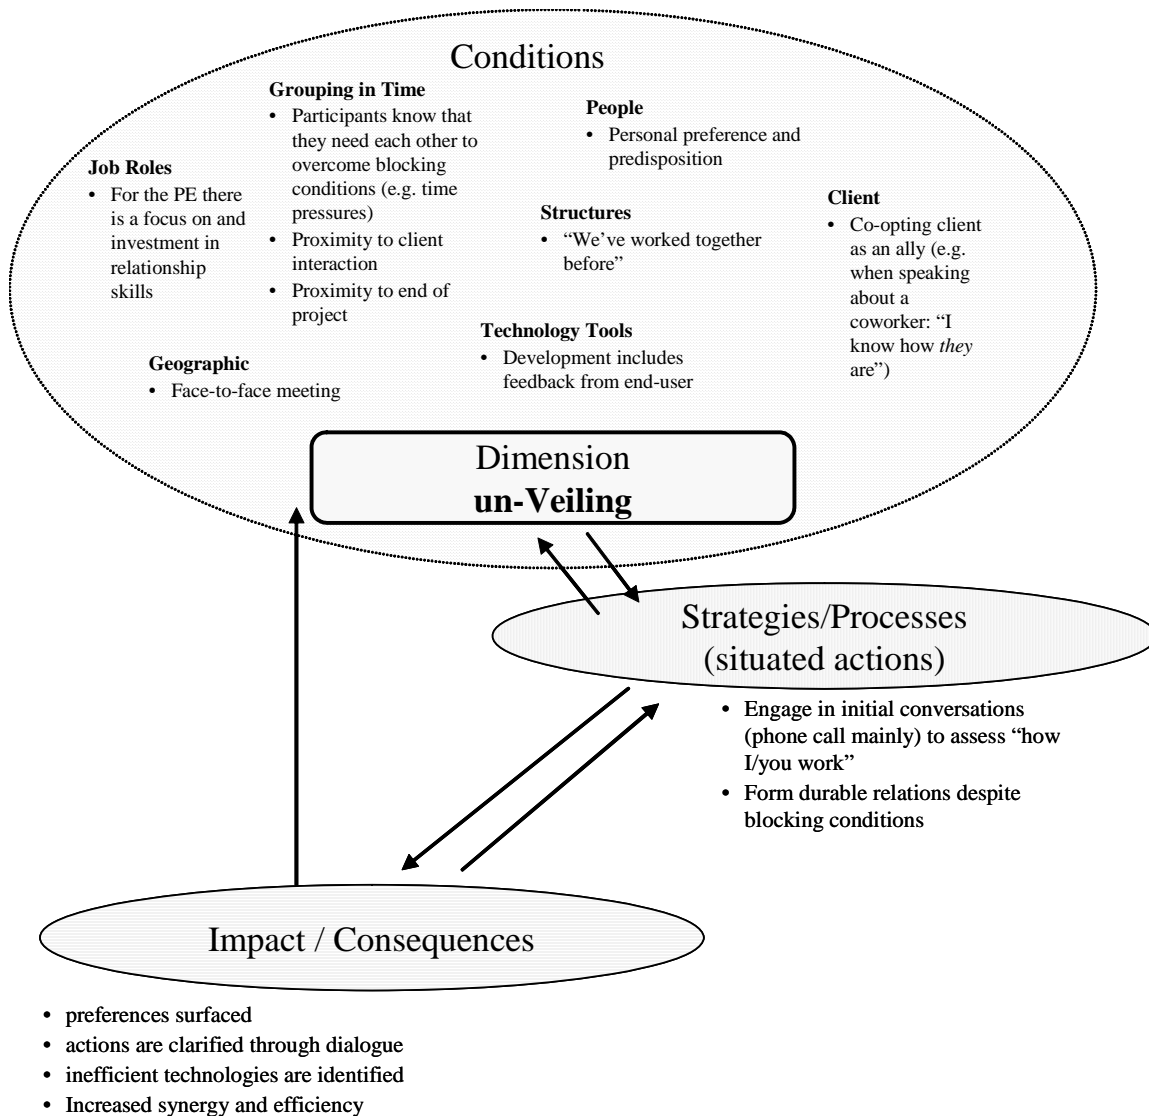 Conditions
Grouping in Time
• Participants know that
they need each other to
overcome blocking
conditions (e.g. time
pressures)
• Proximity to client
interaction
• Proximity to end of
project
People
• Personal preference and
predisposition
Job Roles
• For the PE there
is a focus on and
investment in
relationship
skills
Structures
• “We’ve worked together
before”
Client
• Co-opting client
as an ally (e.g.
when speaking
about a
coworker: “I
know how they
are”)
Geographic
• Face-to-face meeting
Technology Tools
• Development includes
feedback from end-user
Dimension
un-Veiling
Strategies/Processes
(situated actions)
• Engage in initial conversations
(phone call mainly) to assess “how
I/you work”
• Form durable relations despite
blocking conditions
Impact / Consequences
• preferences surfaced
• actions are clarified through dialogue
• inefficient technologies are identified
• Increased synergy and efficiency